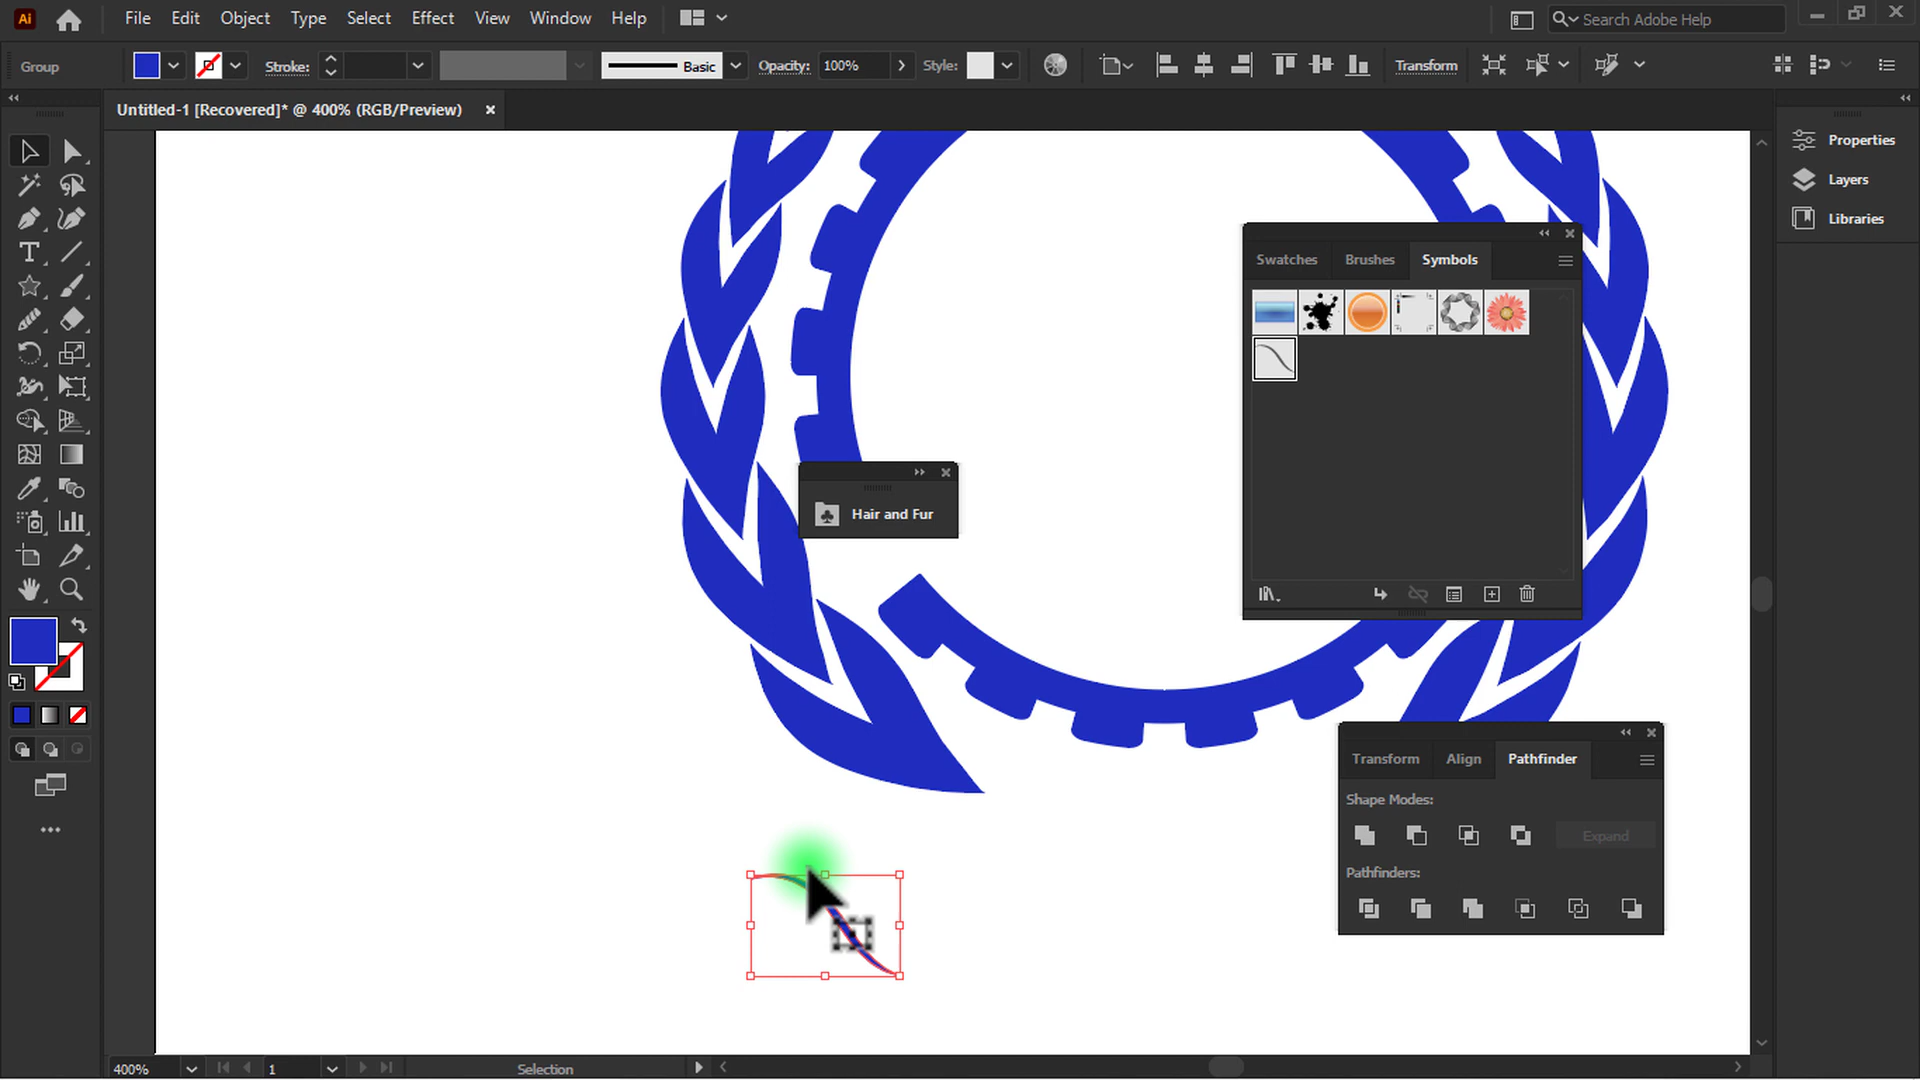 Ai File Edit Object Type Select Effect View Window Help Search Adobe Help
Group Stroke: Basic Opacity: 100% Style: Transform
Untitled-1 [Recovered]* @ 400% (RGB/Preview)
Properties
Layers
Libraries
Swatches Brushes Symbols
Hair and Fur
Transform Align Pathfinder
Shape Modes:
Expand
Pathfinders:
400% 1 Selection